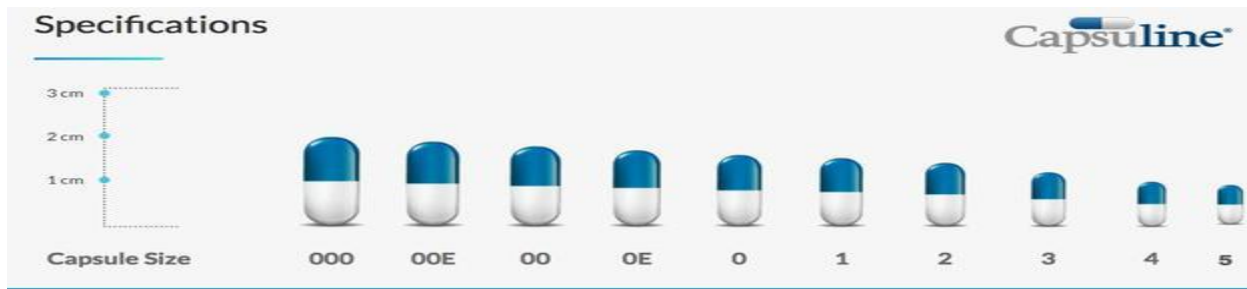 Specifications
Capsuline®
3 cm
2 cm
1 cm
Capsule Size 000 00E 00 0E 0 1 2 3 4 5